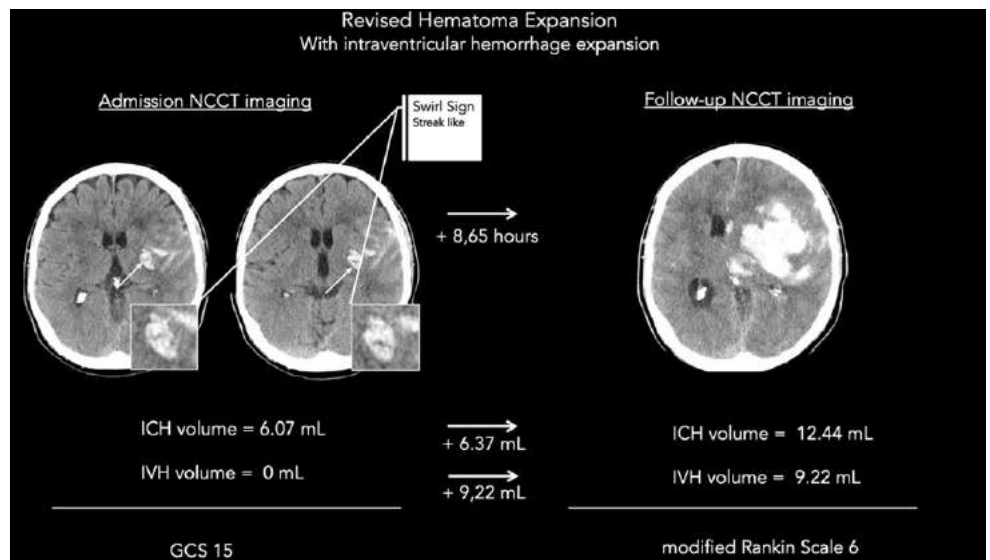 Revised Hematoma Expansion
With intraventricular hemorrhage expansion
Admission NCCT imaging
Swirl Sign
Streak like
Follow-up NCCT imaging
+ 8,65 hours
ICH volume = 6.07 mL
+ 6.37 mL
ICH volume = 12.44 mL
IVH volume = 0 mL
+ 9,22 mL
IVH volume = 9.22 mL
GCS 15
modified Rankin Scale 6